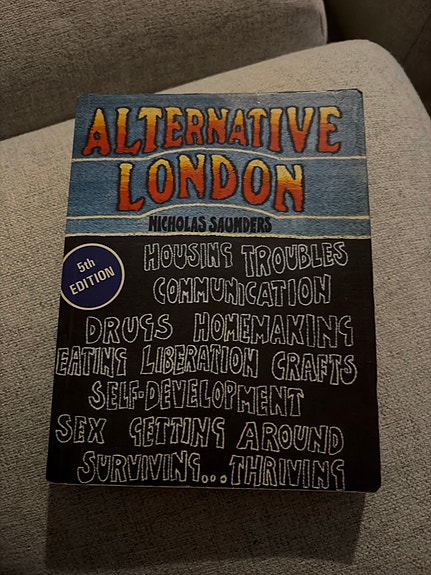 ALTERNATIVE
LONDON
NICHOLAS SAUNDERS
5th
EDITION
HOUSING TROUBLES
COMMUNICATION
DRUGS HOMEMAKING
EATING LIBERATION CRAFTS
SELF-DEVELOPMENT
SEX GETTING AROUND
SURVIVING...THRIVING